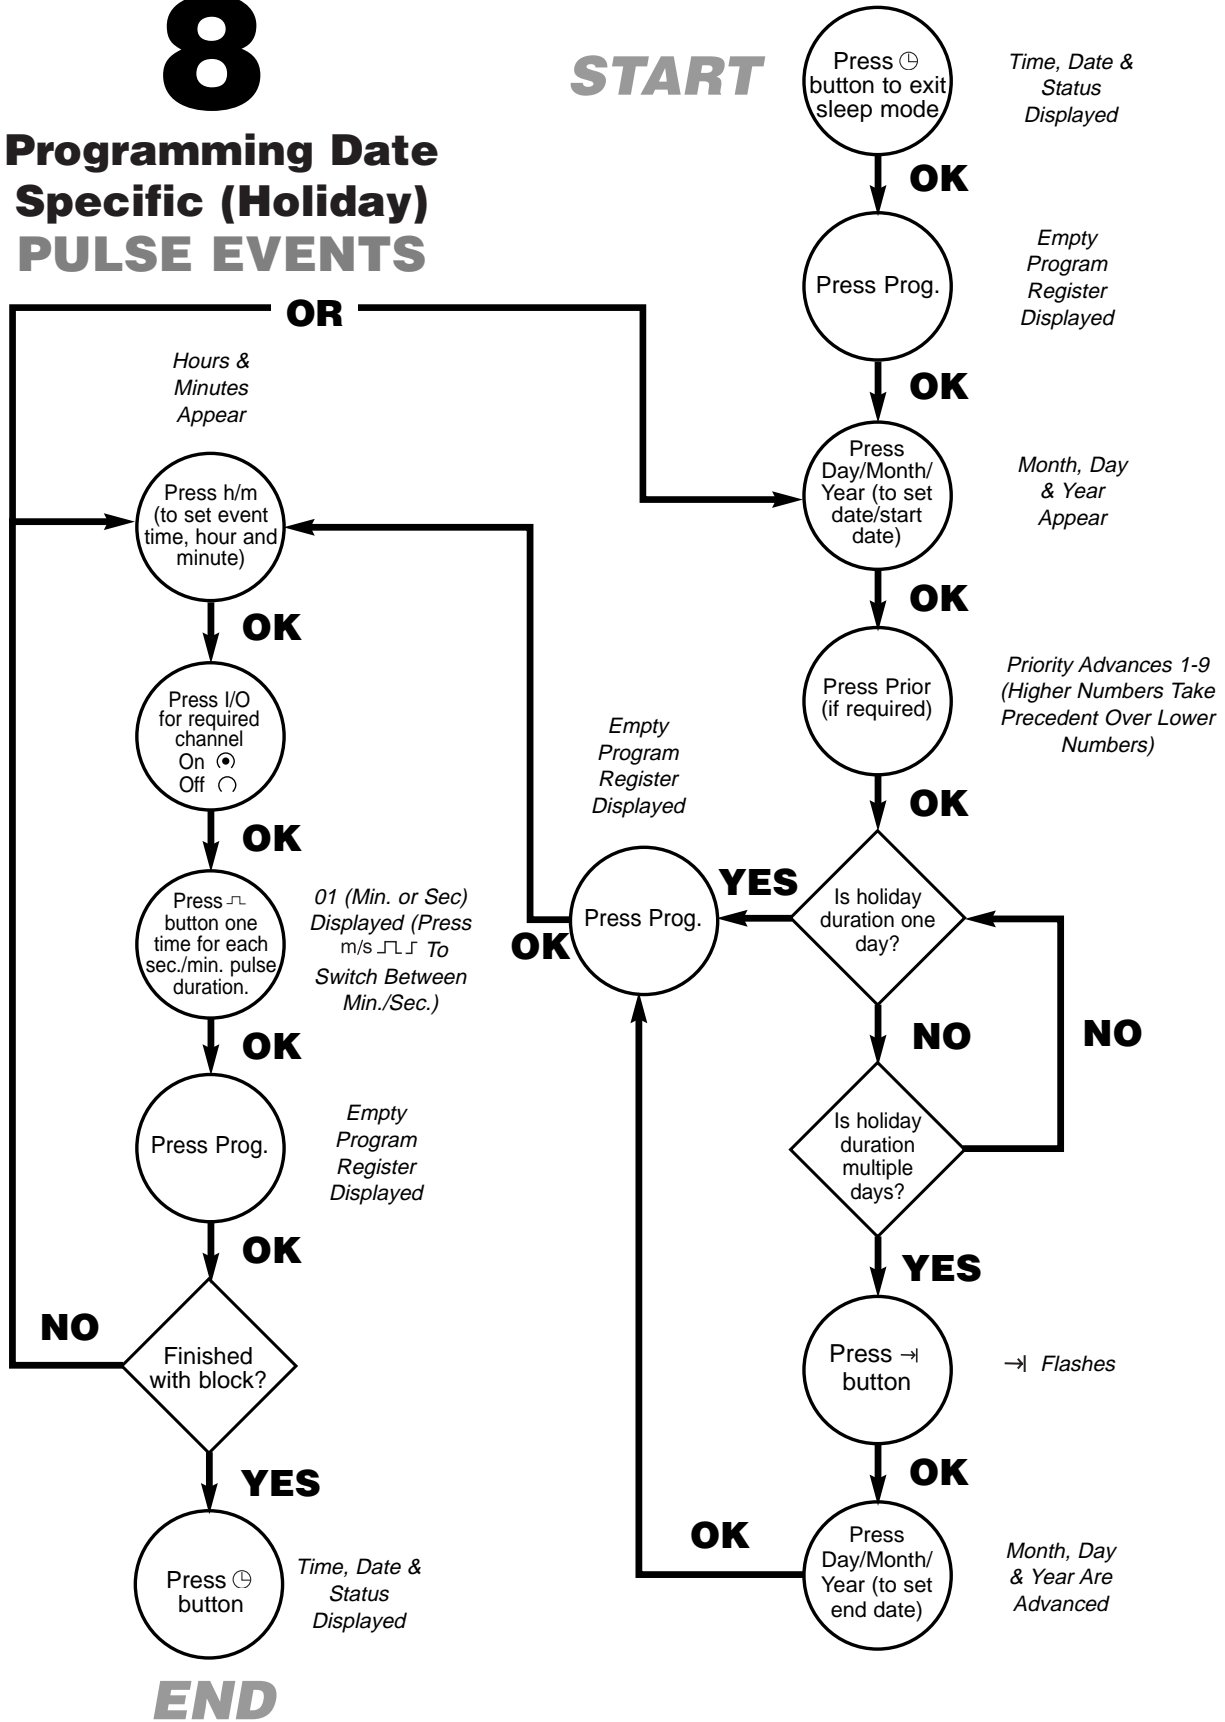 8
Programming Date
Specific (Holiday)
PULSE EVENTS
START
Press
button to exit
sleep mode
Time, Date &
Status
Displayed
OK
Press Prog.
Empty
Program
Register
Displayed
OK
Press
Day/Month/
Year (to set
date/start
date)
Month, Day
& Year
Appear
OK
Press Prior
(if required)
Priority Advances 1-9
(Higher Numbers Take
Precedent Over Lower
Numbers)
OK
Is holiday
duration one
day?
YES
NO
Is holiday
duration
multiple
days?
NO
YES
Press →|
button
→| Flashes
OK
Press
Day/Month/
Year (to set
end date)
Month, Day
& Year Are
Advanced
OK
Empty
Program
Register
Displayed
Press Prog.
OK
OR
Hours &
Minutes
Appear
Press h/m
(to set event
time, hour and
minute)
OK
Press I/O
for required
channel
On
Off
OK
Press
button one
time for each
sec./min. pulse
duration.
01 (Min. or Sec)
Displayed (Press
m/s To
Switch Between
Min./Sec.)
OK
Press Prog.
Empty
Program
Register
Displayed
OK
NO
Finished
with block?
YES
Press
button
Time, Date &
Status
Displayed
END